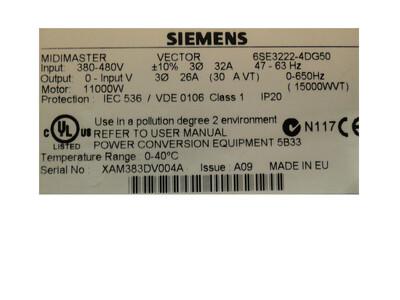 SIEMENS
MIDIMASTER VECTOR 6SE3222-4DG50
Input: 380-480V ±10% 3Ø 32A 47 - 63 Hz
Output: 0 - Input V 3Ø 26A (30 A VT) 0-650Hz
Motor: 11000W (15000WVT)
Protection : IEC 536 / VDE 0106 Class 1 IP20
Use in a pollution degree 2 environment
C UL US REFER TO USER MANUAL N117 CE
LISTED POWER CONVERSION EQUIPMENT 5B33
Temperature Range 0-40°C
Serial No : XAM383DV004A Issue : A09 MADE IN EU